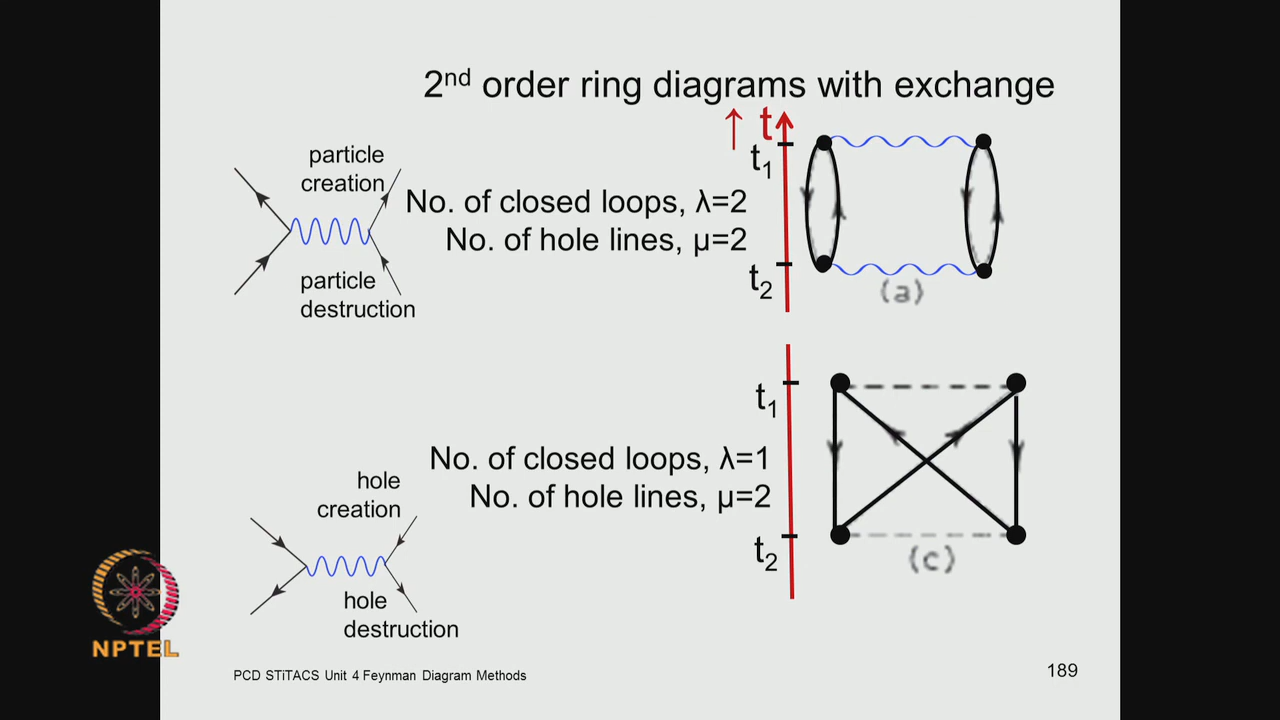 2nd order ring diagrams with exchange
particle
creation
particle
destruction
No. of closed loops, λ=2
No. of hole lines, μ=2
↑ t
t1
t2
(a)
hole
creation
hole
destruction
No. of closed loops, λ=1
No. of hole lines, μ=2
t1
t2
(c)
NPTEL
PCD STiTACS Unit 4 Feynman Diagram Methods
189